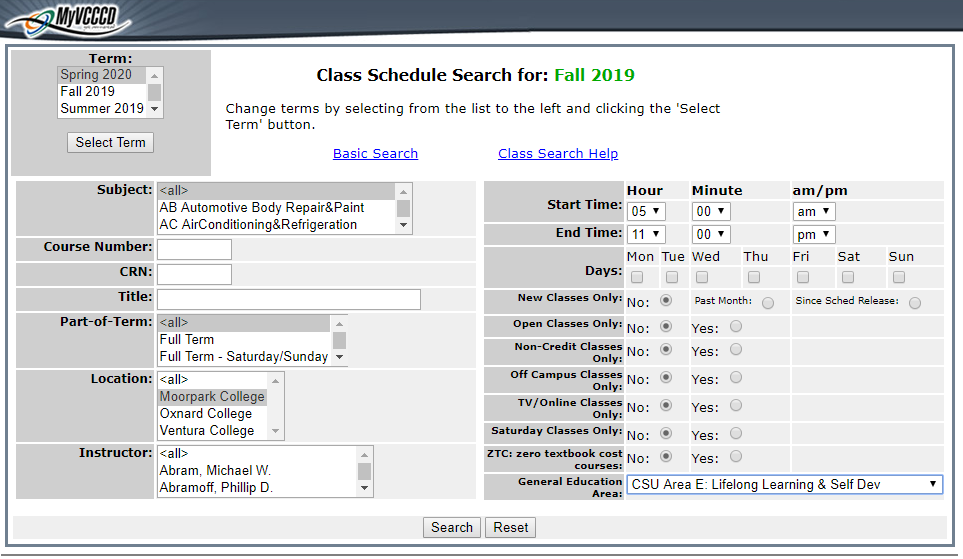 MyVCCCD
Term:
Spring 2020
Fall 2019
Summer 2019
Select Term
Class Schedule Search for: Fall 2019
Change terms by selecting from the list to the left and clicking the 'Select
Term' button.
Basic Search
Class Search Help
Subject:
<all>
AB Automotive Body Repair&Paint
AC AirConditioning&Refrigeration
Course Number:
CRN:
Title:
Part-of-Term:
<all>
Full Term
Full Term - Saturday/Sunday
Location:
<all>
Moorpark College
Oxnard College
Ventura College
Instructor:
<all>
Abram, Michael W.
Abramoff, Phillip D.
Hour Minute am/pm
Start Time: 05 00 am
End Time: 11 00 pm
Mon Tue Wed Thu Fri Sat Sun
Days:
New Classes Only: No: Past Month: Since Sched Release:
Open Classes Only: No: Yes:
Non-Credit Classes
Only: No: Yes:
Off Campus Classes
Only: No: Yes:
TV/Online Classes
Only: No: Yes:
Saturday Classes Only: No: Yes:
ZTC: zero textbook cost
courses: No: Yes:
General Education
Area: CSU Area E: Lifelong Learning & Self Dev
Search Reset